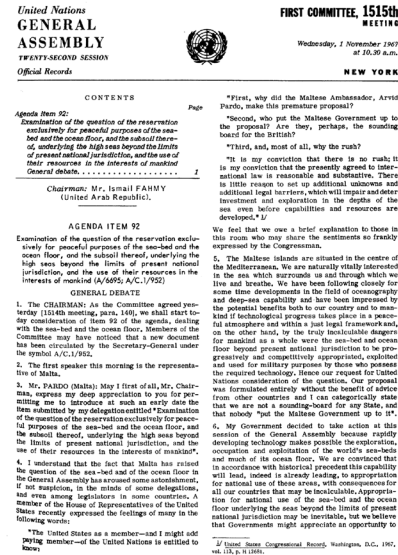 United Nations
GENERAL
ASSEMBLY
TWENTY-SECOND SESSION
Official Records
FIRST COMMITTEE, 1515th
MEETING
Wednesday, 1 November 1967
at 10.30 a.m.
NEW YORK
CONTENTS
Page
Agenda item 92:
Examination of the question of the reservation
exclusively for peaceful purposes of the sea-
bed and the ocean floor, and the subsoil there-
of, underlying the high seas beyond the limits
of present national jurisdiction, and the use of
their resources in the interests of mankind
General debate. . . . . . . . . . . . . . . . . . . . 1
Chairman: Mr. Ismail FAHMY
(United Arab Republic).
AGENDA ITEM 92
Examination of the question of the reservation exclu-
sively for peaceful purposes of the sea-bed and the
ocean floor, and the subsoil thereof, underlying the
high seas beyond the limits of present national
jurisdiction, and the use of their resources in the
interests of mankind (A/6695; A/C.1/952)
GENERAL DEBATE
1. The CHAIRMAN: As the Committee agreed yes-
terday [1514th meeting, para. 140], we shall start to-
day consideration of item 92 of the agenda, dealing
with the sea-bed and the ocean floor. Members of the
Committee may have noticed that a new document
has been circulated by the Secretary-General under
the symbol A/C.1/952.
2. The first speaker this morning is the representa-
tive of Malta.
3. Mr. PARDO (Malta): May I first of all, Mr. Chair-
man, express my deep appreciation to you for per-
mitting me to introduce at such an early date the
item submitted by my delegation entitled "Examination
of the question of the reservation exclusively for peace-
ful purposes of the sea-bed and the ocean floor, and
the subsoil thereof, underlying the high seas beyond
the limits of present national jurisdiction, and the
use of their resources in the interests of mankind".
4. I understand that the fact that Malta has raised
the question of the sea-bed and of the ocean floor in
the General Assembly has aroused some astonishment,
if not suspicion, in the minds of some delegations,
and even among legislators in some countries. A
member of the House of Representatives of the United
States recently expressed the feelings of many in the
following words:
"The United States as a member—and I might add
paying member—of the United Nations is entitled to
know:
"First, why did the Maltese Ambassador, Arvid
Pardo, make this premature proposal?
"Second, who put the Maltese Government up to
the proposal? Are they, perhaps, the sounding
board for the British?
"Third, and, most of all, why the rush?
"It is my conviction that there is no rush; it
is my conviction that the presently agreed to inter-
national law is reasonable and substantive. There
is little reason to set up additional unknowns and
additional legal barriers, which will impair and deter
investment and exploration in the depths of the
sea even before capabilities and resources are
developed." 1/
We feel that we owe a brief explanation to those in
this room who may share the sentiments so frankly
expressed by the Congressman.
5. The Maltese islands are situated in the centre of
the Mediterranean. We are naturally vitally interested
in the sea which surrounds us and through which we
live and breathe. We have been following closely for
some time developments in the field of oceanography
and deep-sea capability and have been impressed by
the potential benefits both to our country and to man-
kind if technological progress takes place in a peace-
ful atmosphere and within a just legal framework and,
on the other hand, by the truly incalculable dangers
for mankind as a whole were the sea-bed and ocean
floor beyond present national jurisdiction to be pro-
gressively and competitively appropriated, exploited
and used for military purposes by those who possess
the required technology. Hence our request for United
Nations consideration of the question. Our proposal
was formulated entirely without the benefit of advice
from other countries and I can categorically state
that we are not a sounding-board for any State, and
that nobody "put the Maltese Government up to it".
6. My Government decided to take action at this
session of the General Assembly because rapidly
developing technology makes possible the exploration,
occupation and exploitation of the world's sea-beds
and much of its ocean floor. We are convinced that
in accordance with historical precedent this capability
will lead, indeed is already leading, to appropriation
for national use of these areas, with consequences for
all our countries that may be incalculable. Appropria-
tion for national use of the sea-bed and the ocean
floor underlying the seas beyond the limits of present
national jurisdiction may be inevitable, but we believe
that Governments might appreciate an opportunity to
1/ United States Congressional Record, Washington, D.C., 1967,
vol. 113, p. H 12681.